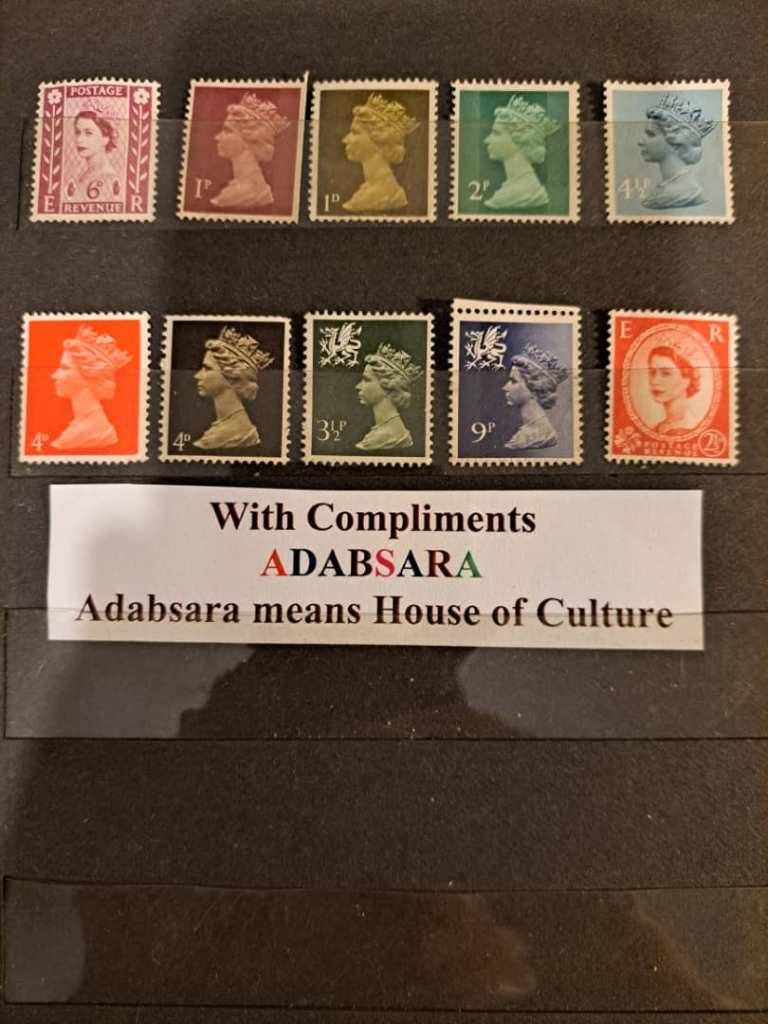 POSTAGE
6D
E REVENUE R
1P
1D
2P
4½P
4D
4D
3½P
9P
E R
POSTAGE
REVENUE
2½D
With Compliments
ADABSARA
Adabsara means House of Culture